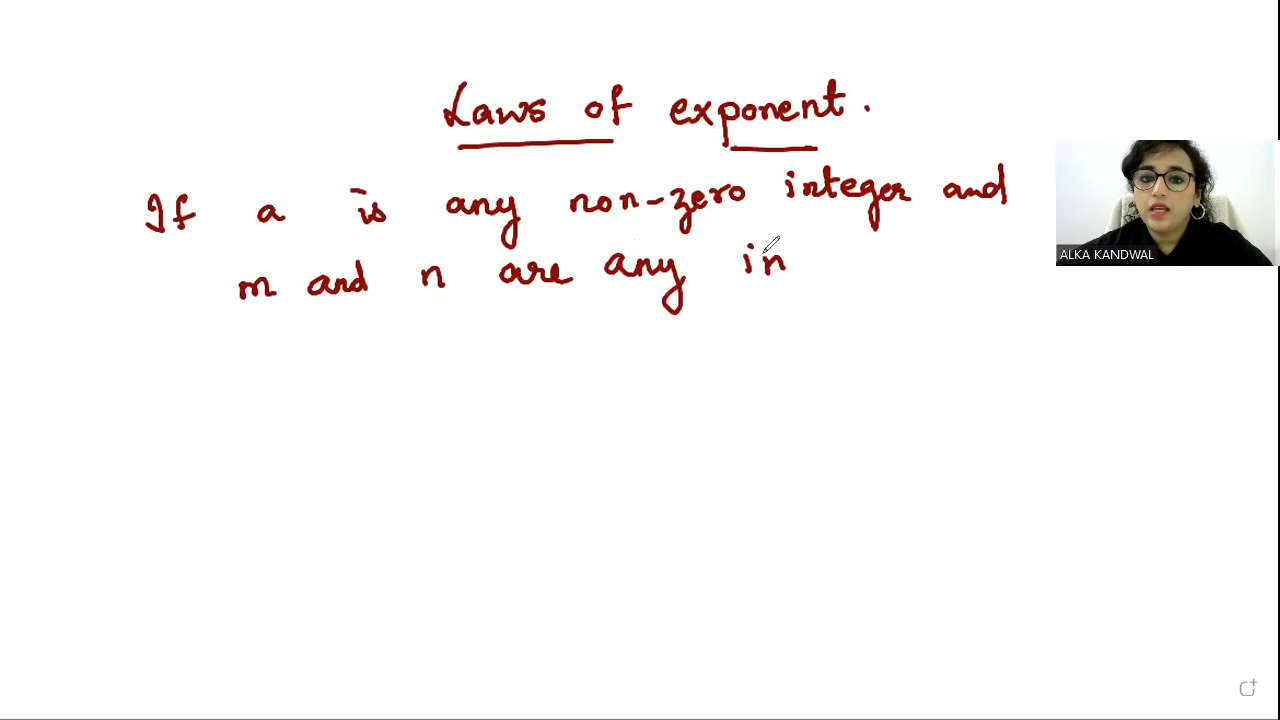 Laws of exponent.
If a is any non-zero integer and
m and n are any in
ALKA KANDWAL